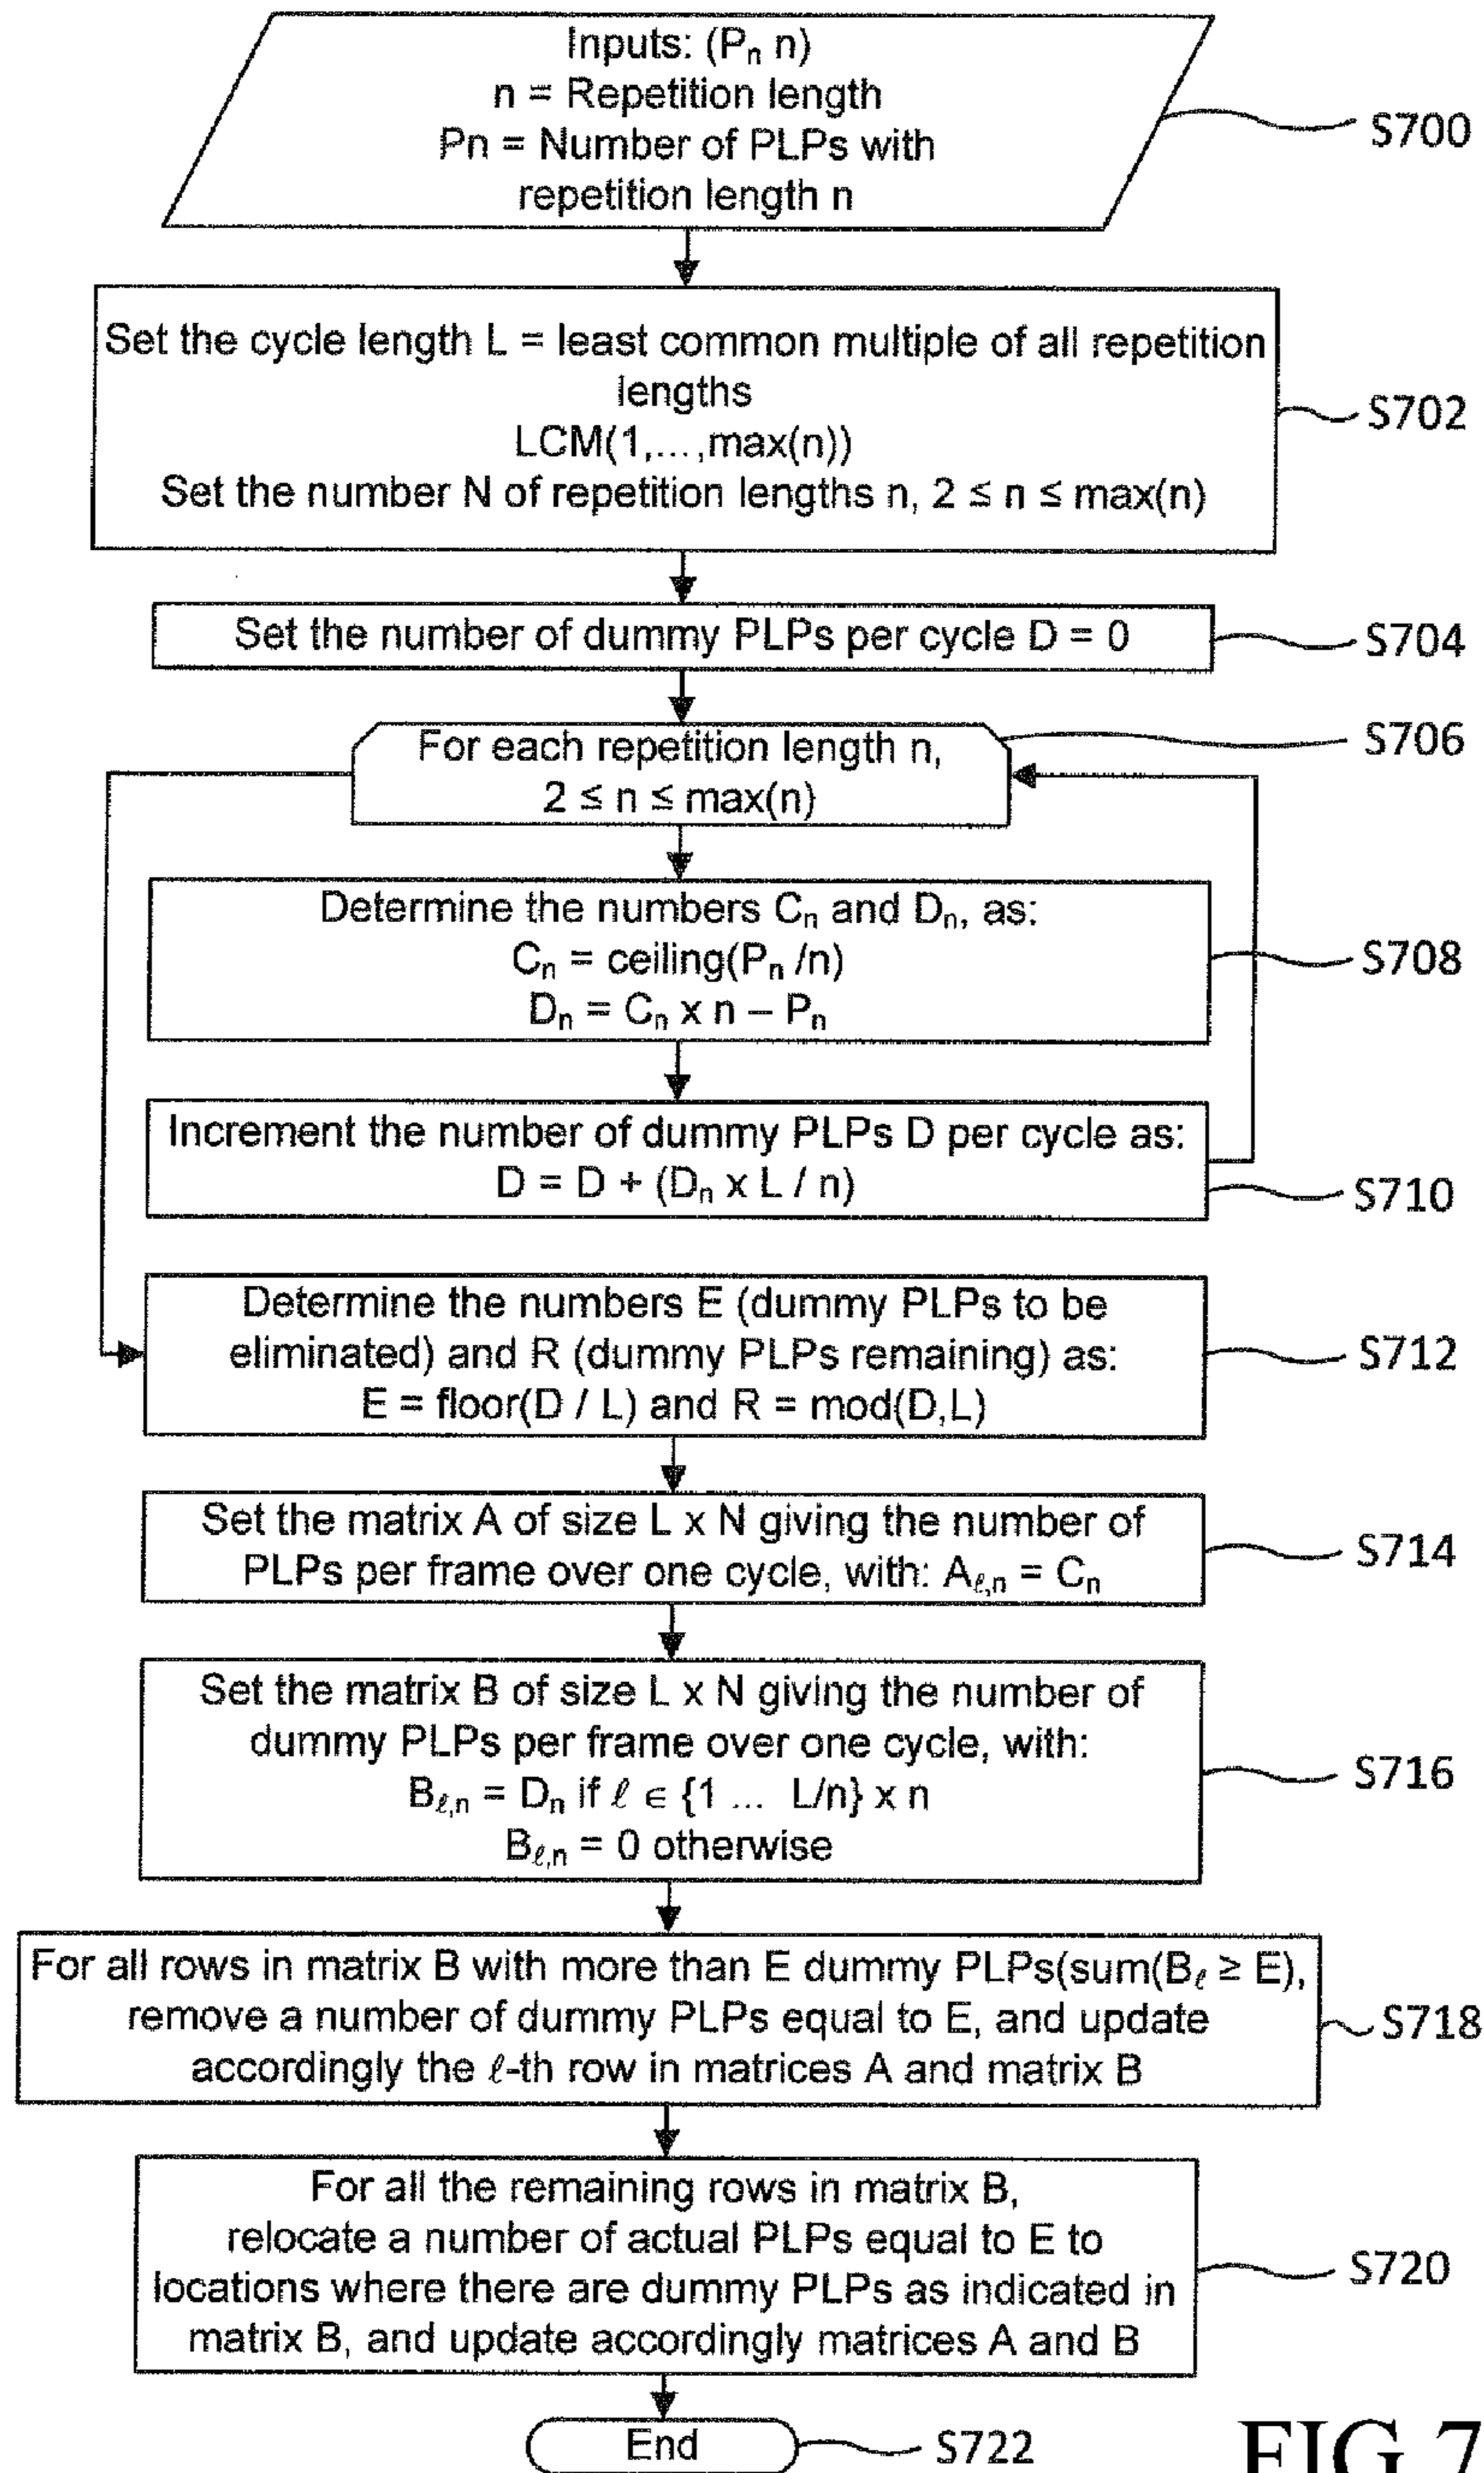 Inputs: (Pₙ n)
n = Repetition length
Pn = Number of PLPs with
repetition length n
S700
Set the cycle length L = least common multiple of all repetition
lengths
LCM(1,...,max(n))
Set the number N of repetition lengths n, 2 ≤ n ≤ max(n)
S702
Set the number of dummy PLPs per cycle D = 0
S704
For each repetition length n,
2 ≤ n ≤ max(n)
S706
Determine the numbers Cₙ and Dₙ, as:
Cₙ = ceiling(Pₙ /n)
Dₙ = Cₙ x n – Pₙ
S708
Increment the number of dummy PLPs D per cycle as:
D = D + (Dₙ x L / n)
S710
Determine the numbers E (dummy PLPs to be
eliminated) and R (dummy PLPs remaining) as:
E = floor(D / L) and R = mod(D,L)
S712
Set the matrix A of size L x N giving the number of
PLPs per frame over one cycle, with: Aℓ,ₙ = Cₙ
S714
Set the matrix B of size L x N giving the number of
dummy PLPs per frame over one cycle, with:
Bℓ,ₙ = Dₙ if ℓ ∈ {1 ... L/n} x n
Bℓ,ₙ = 0 otherwise
S716
For all rows in matrix B with more than E dummy PLPs(sum(Bℓ ≥ E),
remove a number of dummy PLPs equal to E, and update
accordingly the ℓ-th row in matrices A and matrix B
S718
For all the remaining rows in matrix B,
relocate a number of actual PLPs equal to E to
locations where there are dummy PLPs as indicated in
matrix B, and update accordingly matrices A and B
S720
End
S722
FIG 7